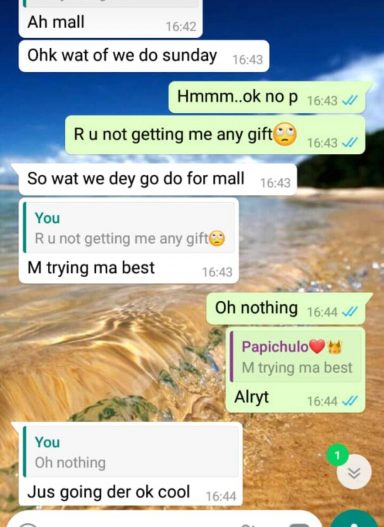 Ah mall 16:42
Ohk wat of we do sunday 16:43
Hmmm..ok no p 16:43
R u not getting me any gift🙄 16:43
So wat we dey go do for mall 16:43
You
R u not getting me any gift🙄
M trying ma best 16:43
Oh nothing 16:44
Papichulo❤️👑
M trying ma best
Alryt 16:44
1
You
Oh nothing
Jus going der ok cool 16:44